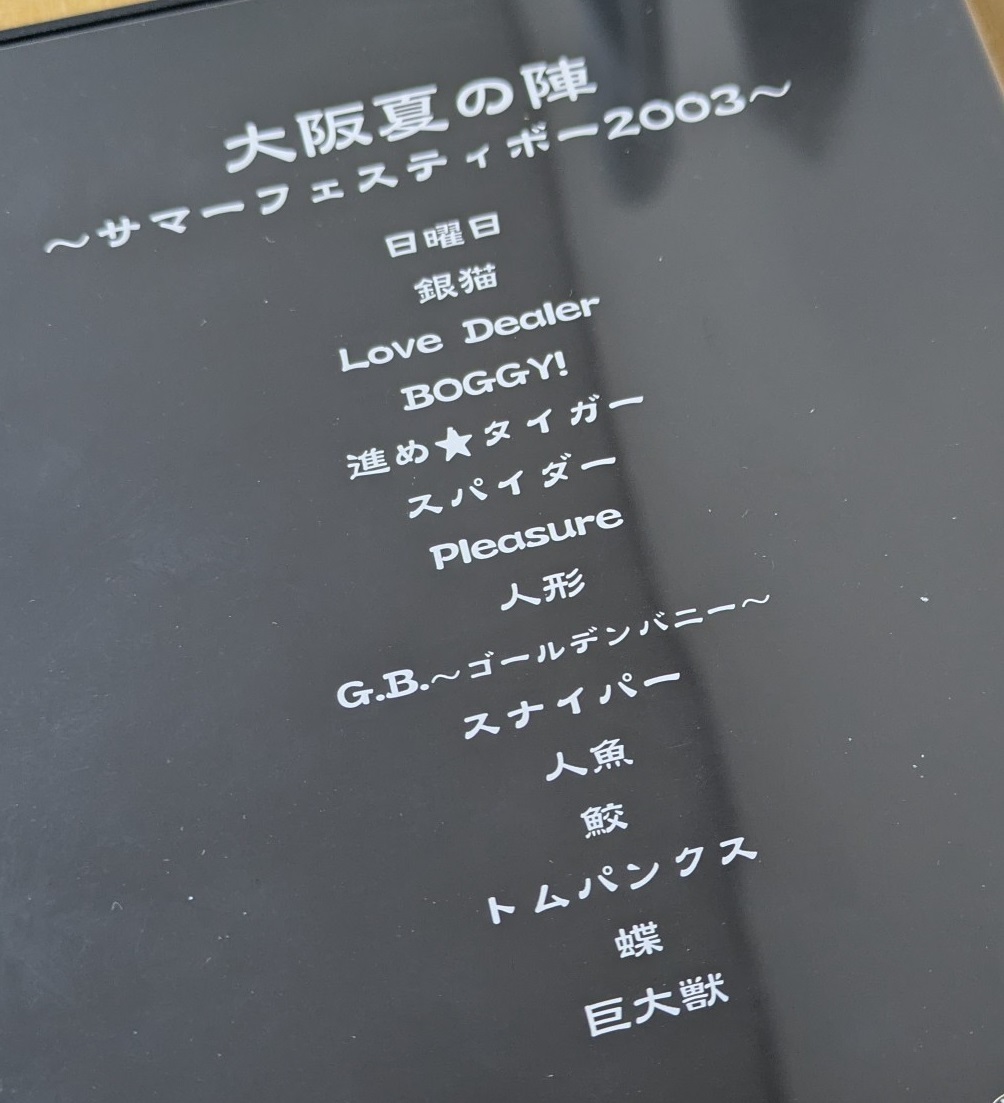 大阪夏の陣
～サマーフェスティボー2003～
日曜日
銀猫
Love Dealer
BOGGY!
進め★タイガー
スパイダー
Pleasure
人形
G.B.～ゴールデンバニー～
スナイパー
人魚
鮫
トムパンクス
蝶
巨大獣